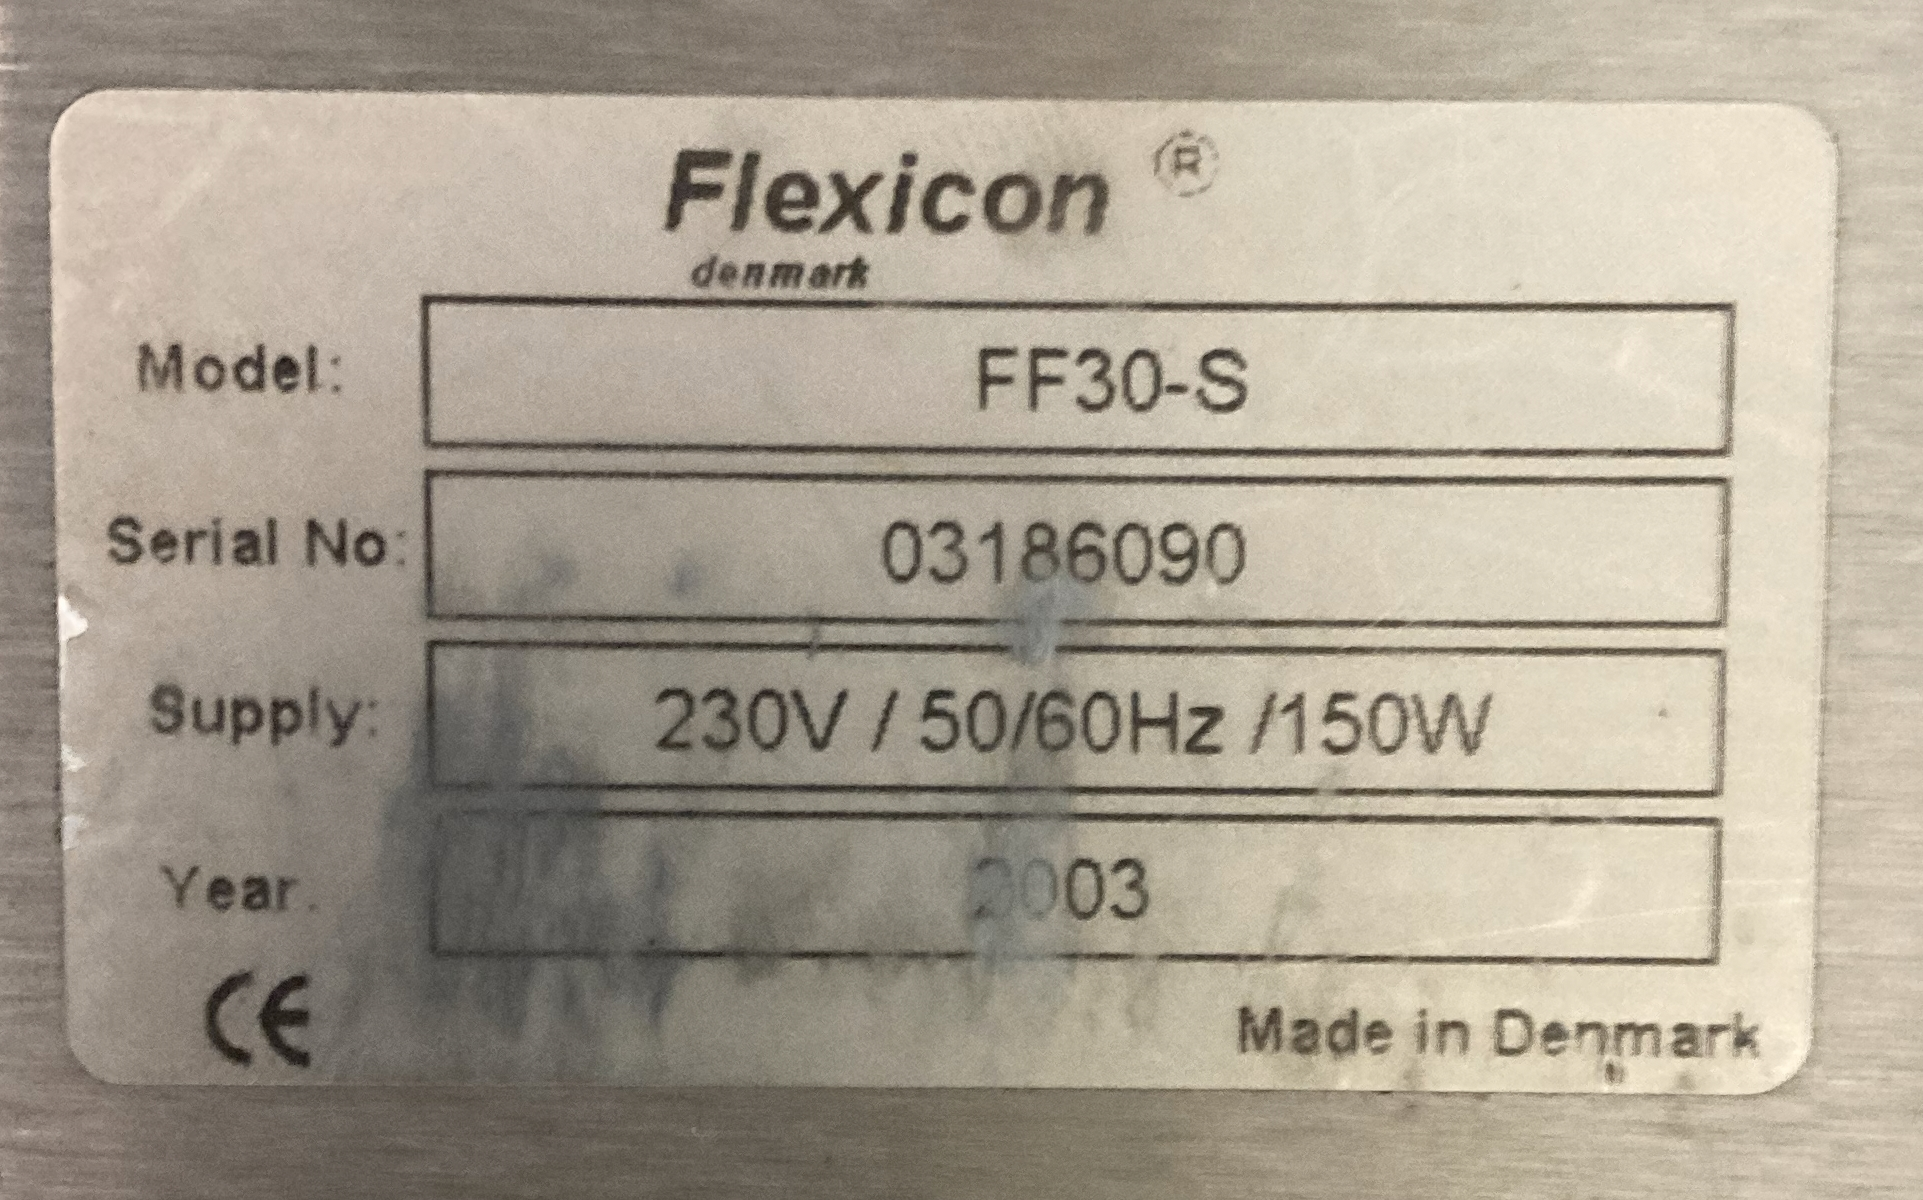 Flexicon ®
denmark
Model: FF30-S
Serial No: 03186090
Supply: 230V / 50/60Hz /150W
Year. 2003
CE
Made in Denmark